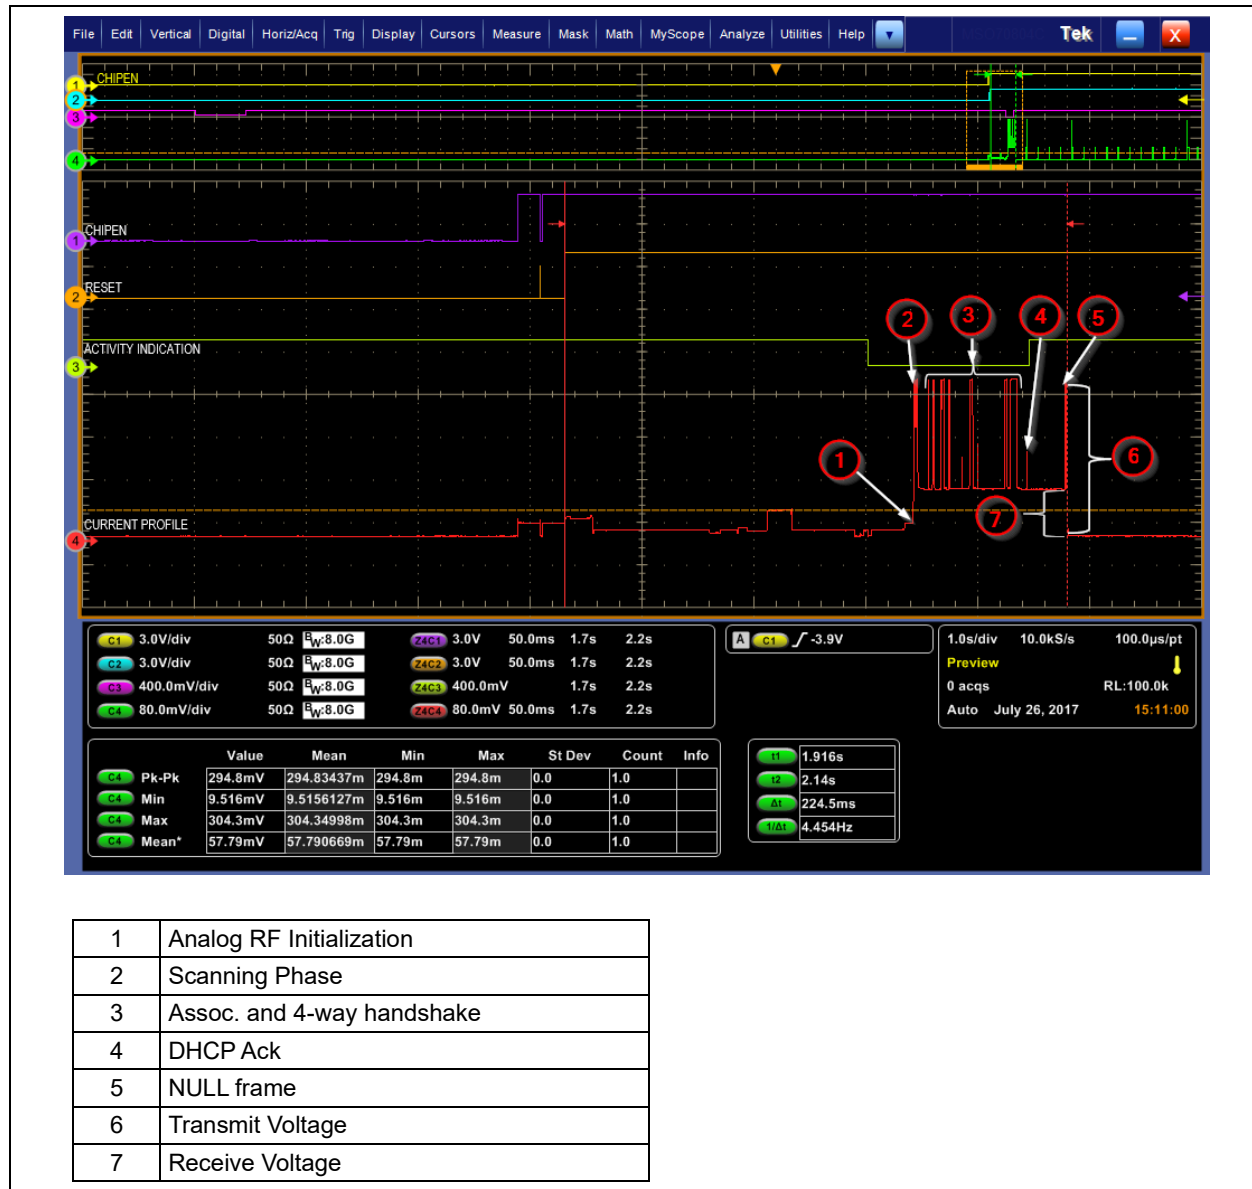 File Edit Vertical Digital Horiz/Acq Trig Display Cursors Measure Mask Math MyScope Analyze Utilities Help Tek X
1 CHIPEN
2
3
4
CHIPEN
1
RESET
2
2 3 4 5
ACTIVITY INDICATION
3
1 6
7
CURRENT PROFILE
4
C1 3.0V/div 50Ω BW:8.0G Z4C1 3.0V 50.0ms 1.7s 2.2s
C2 3.0V/div 50Ω BW:8.0G Z4C2 3.0V 50.0ms 1.7s 2.2s
C3 400.0mV/div 50Ω BW:8.0G Z4C3 400.0mV 1.7s 2.2s
C4 80.0mV/div 50Ω BW:8.0G Z4C4 80.0mV 50.0ms 1.7s 2.2s
A C1 -3.9V
1.0s/div 10.0kS/s 100.0µs/pt
Preview
0 acqs RL:100.0k
Auto July 26, 2017 15:11:00
Value Mean Min Max St Dev Count Info
C4 Pk-Pk 294.8mV 294.83437m 294.8m 294.8m 0.0 1.0
C4 Min 9.516mV 9.5156127m 9.516m 9.516m 0.0 1.0
C4 Max 304.3mV 304.34998m 304.3m 304.3m 0.0 1.0
C4 Mean* 57.79mV 57.790669m 57.79m 57.79m 0.0 1.0
t1 1.916s
t2 2.14s
Δt 224.5ms
1/Δt 4.454Hz
1 Analog RF Initialization
2 Scanning Phase
3 Assoc. and 4-way handshake
4 DHCP Ack
5 NULL frame
6 Transmit Voltage
7 Receive Voltage